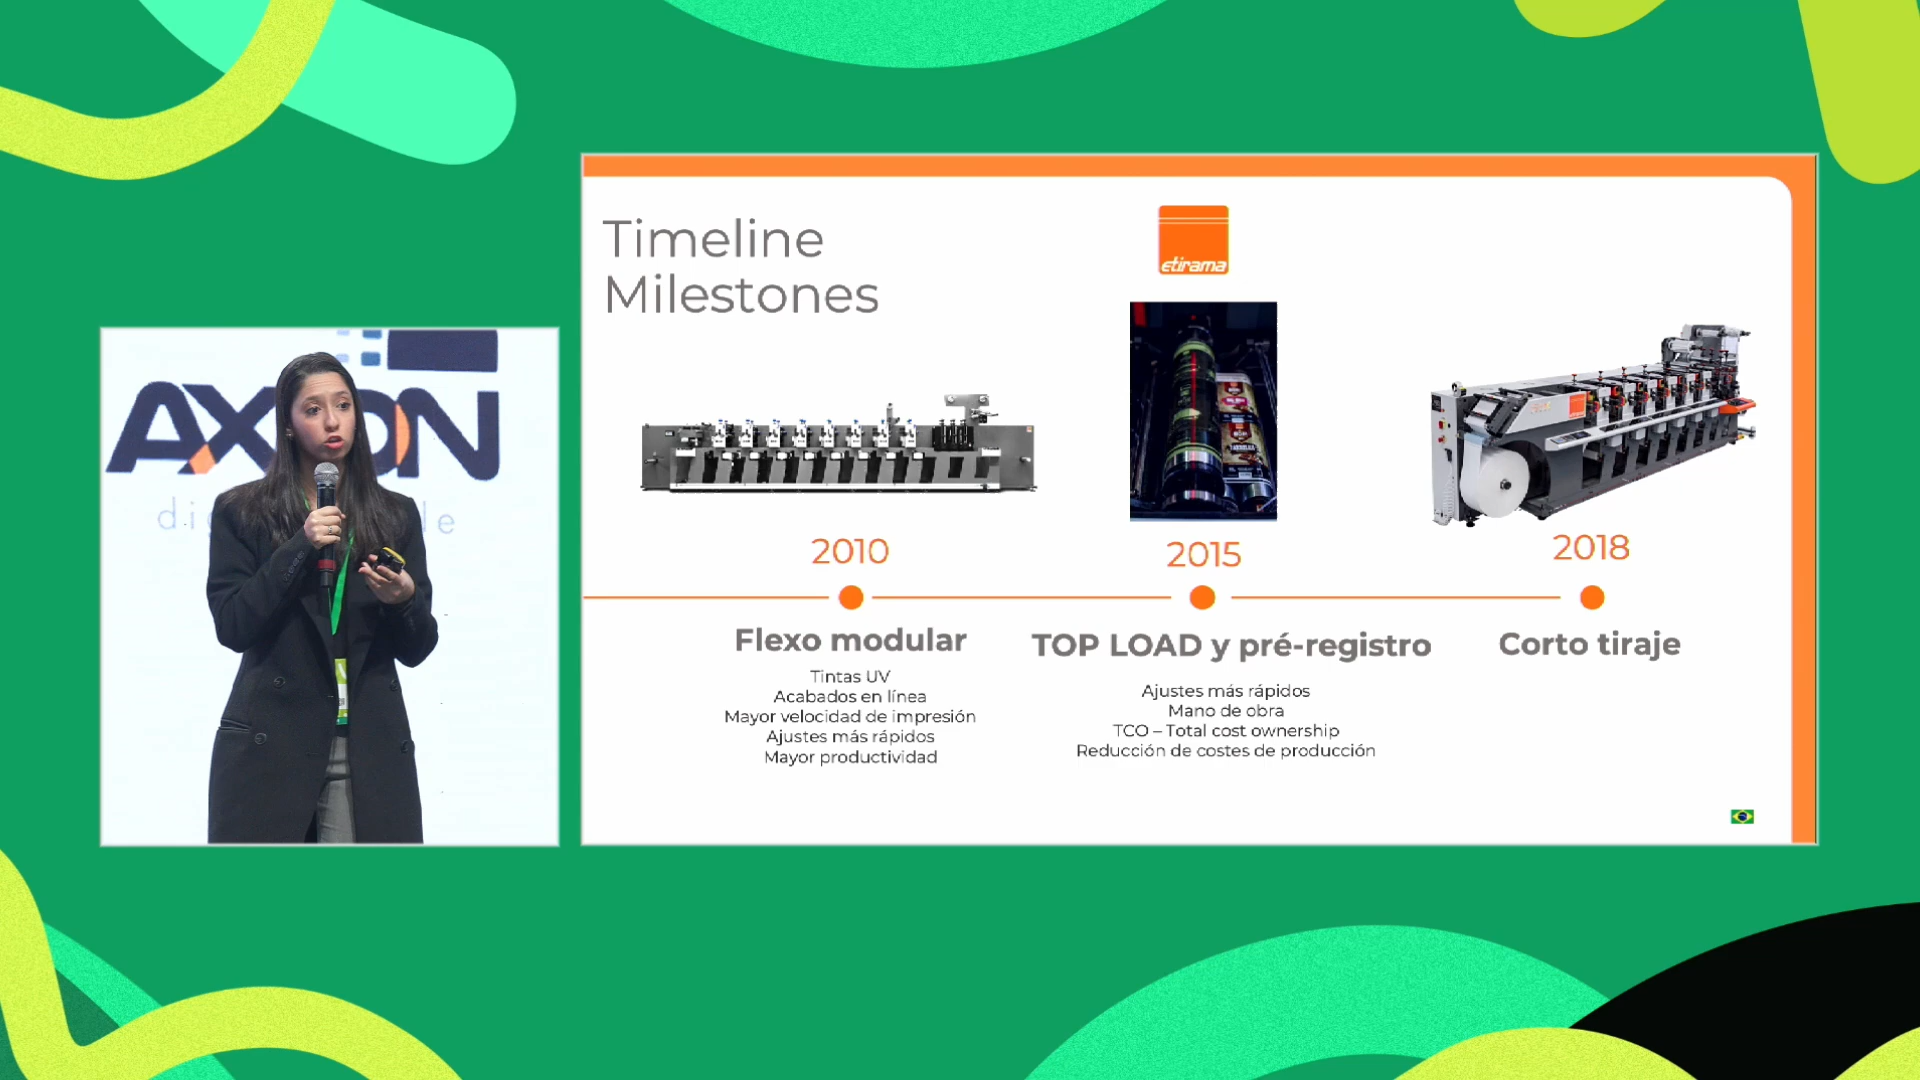 AXION
Timeline
Milestones
etirama
2010
2015
2018
Flexo modular
Tintas UV
Acabados en línea
Mayor velocidad de impresión
Ajustes más rápidos
Mayor productividad
TOP LOAD y pré-registro
Ajustes más rápidos
Mano de obra
TCO – Total cost ownership
Reducción de costes de producción
Corto tiraje